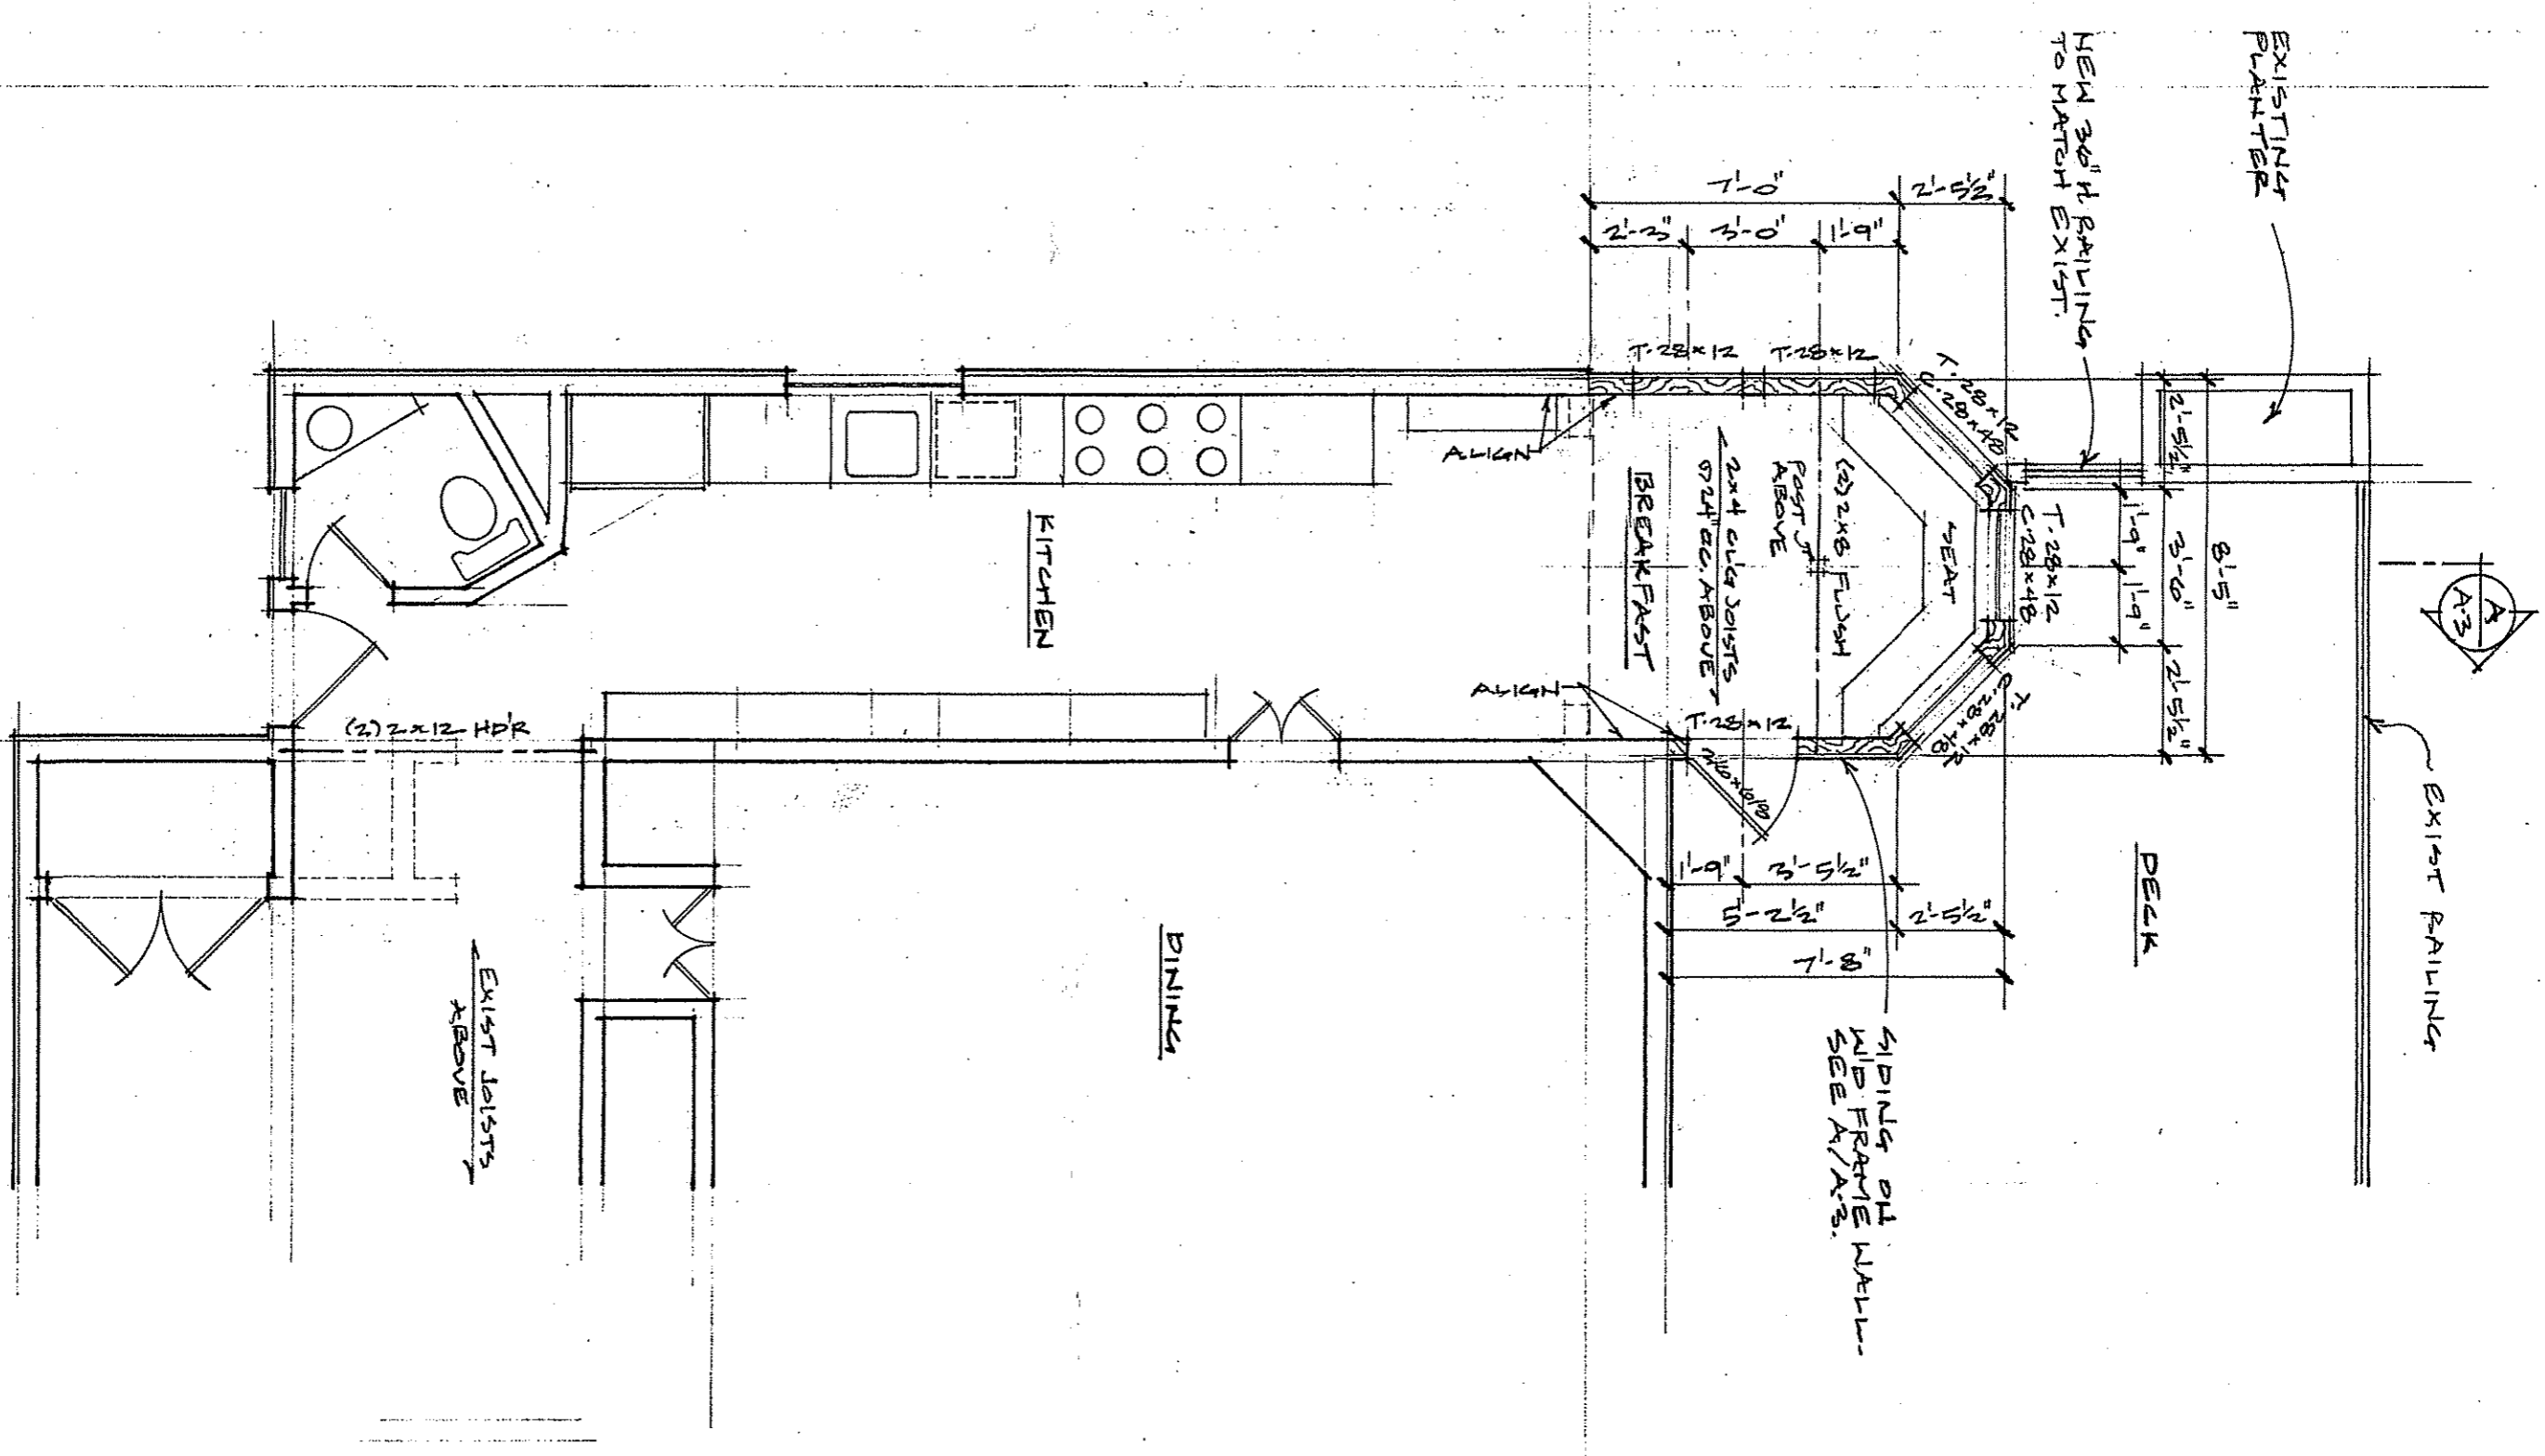 EXISTING
PLANTER
NEW 36" H RAILING
TO MATCH EXIST.
7'-0"
2'-5½"
2'-3"
3'-0"
1'-9"
T-28×12
T-28×12
T-28×12
C-28×48
2'-5½"
3'-6"
2'-5½"
8'-5"
1'-9"
1'-9"
T-28×12
C-28×48
T-28×12
C-28×48
A
A-3
EXIST RAILING
ALIGN
SEAT
(2) 2×8 FLUSH
POST
ABOVE
2×4 CLG JOISTS
@ 24" OC. ABOVE
BREAKFAST
KITCHEN
ALIGN
T-28×12
(2) 2×12 HD'R
1'-9"
3'-5½"
5'-2½"
2'-5½"
7'-8"
DECK
DINING
EXIST JOISTS
ABOVE
SIDING ON
W'D FRAME WALL-
SEE A/A-3.